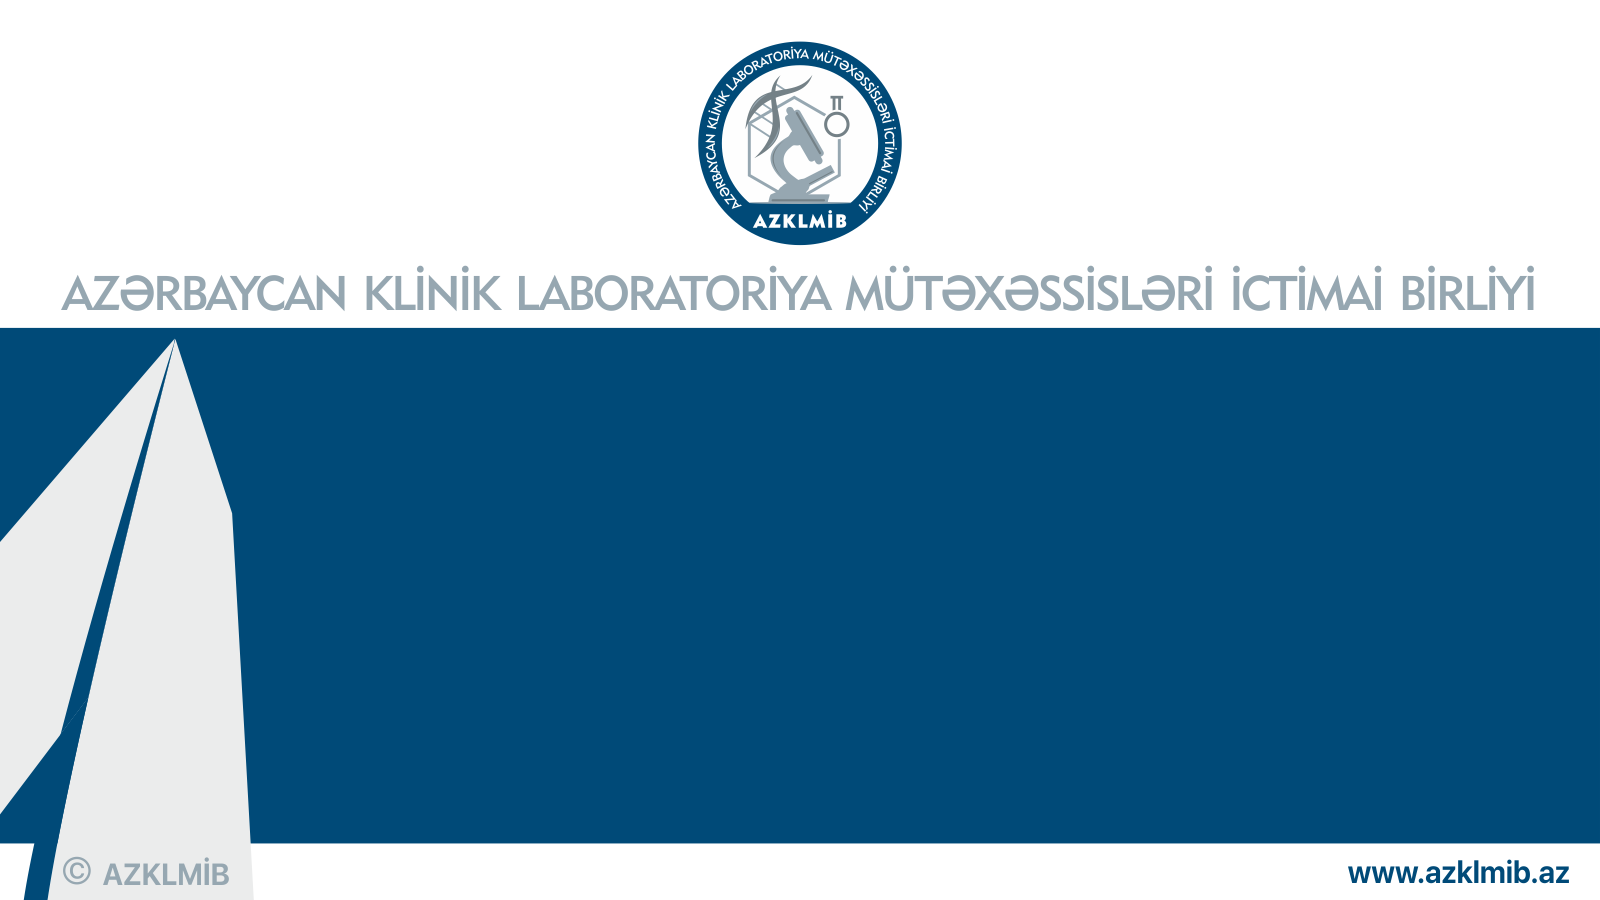 AZƏRBAYCAN KLİNİK LABORATORİYA MÜTƏXƏSSİSLƏRİ İCTİMAİ BİRLİYİ
AZKLMİB
AZƏRBAYCAN KLİNİK LABORATORİYA MÜTƏXƏSSİSLƏRİ İCTİMAİ BİRLİYİ
© AZKLMİB
www.azklmib.az